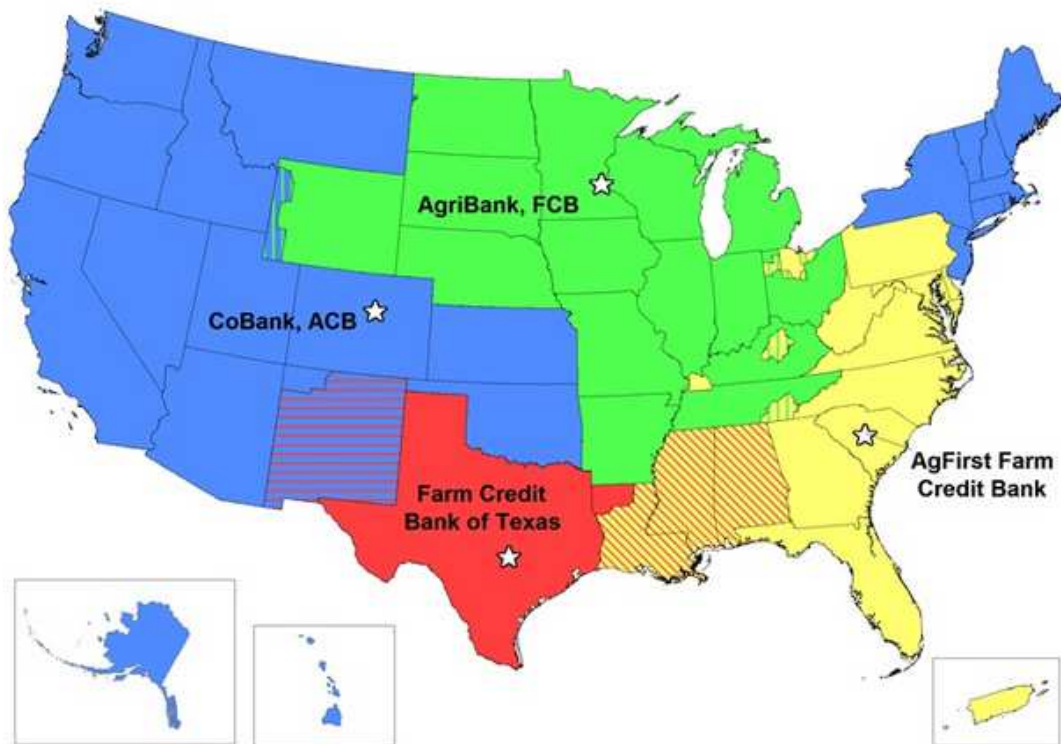 AgriBank, FCB
CoBank, ACB
AgFirst Farm
Credit Bank
Farm Credit
Bank of Texas